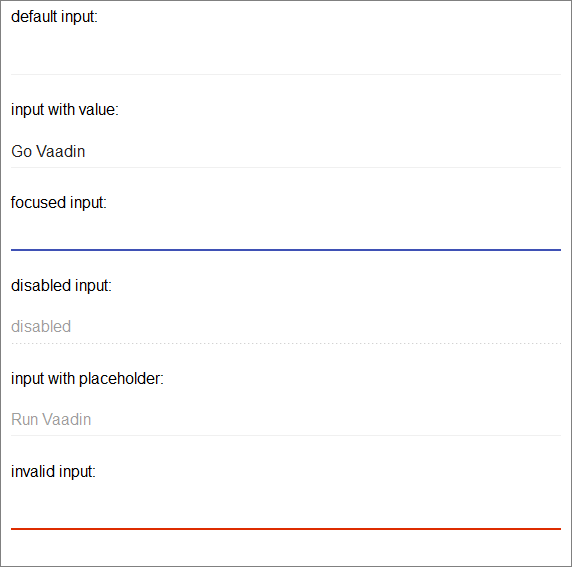 default input:
input with value:
Go Vaadin
focused input:
disabled input:
disabled
input with placeholder:
Run Vaadin
invalid input: